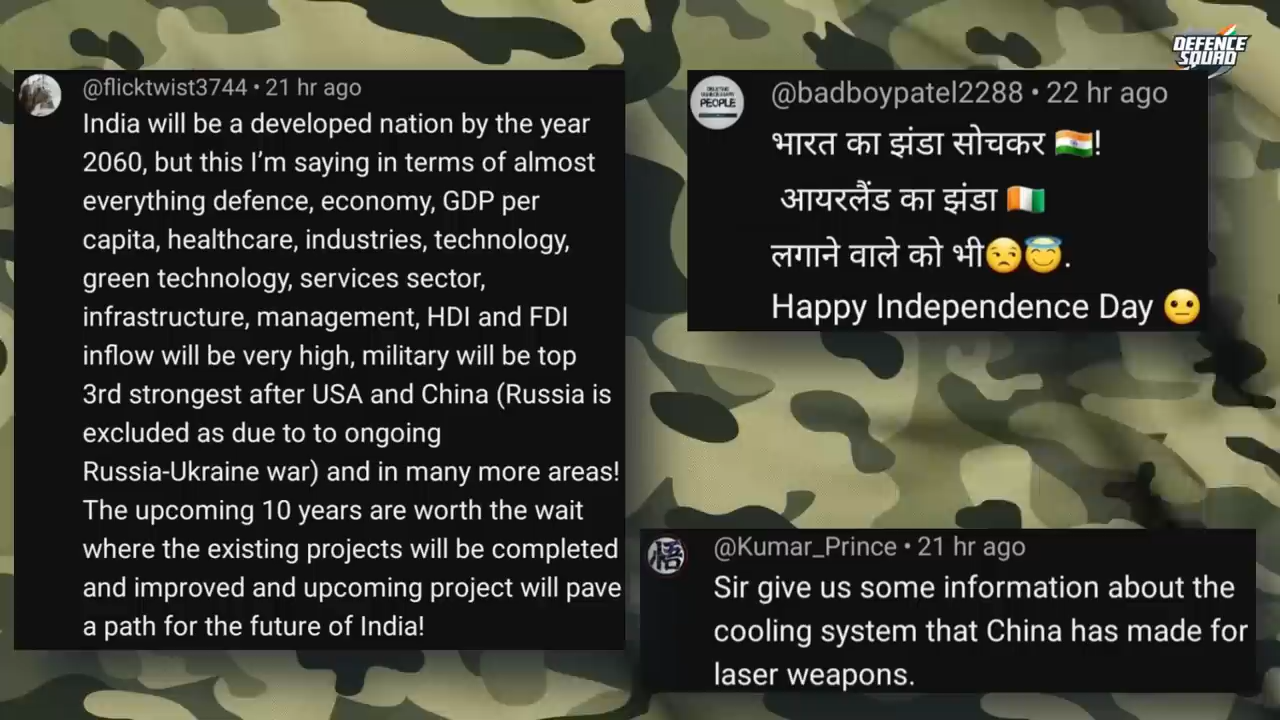 DEFENCE
SQUAD
@flicktwist3744 • 21 hr ago
India will be a developed nation by the year
2060, but this I'm saying in terms of almost
everything defence, economy, GDP per
capita, healthcare, industries, technology,
green technology, services sector,
infrastructure, management, HDI and FDI
inflow will be very high, military will be top
3rd strongest after USA and China (Russia is
excluded as due to to ongoing
Russia-Ukraine war) and in many more areas!
The upcoming 10 years are worth the wait
where the existing projects will be completed
and improved and upcoming project will pave
a path for the future of India!
PEOPLE
@badboypatel2288 • 22 hr ago
भारत का झंडा सोचकर 🇮🇳!
आयरलैंड का झंडा 🇮🇪
लगाने वाले को भी😒😇.
Happy Independence Day 😐
悟
@Kumar_Prince • 21 hr ago
Sir give us some information about the
cooling system that China has made for
laser weapons.